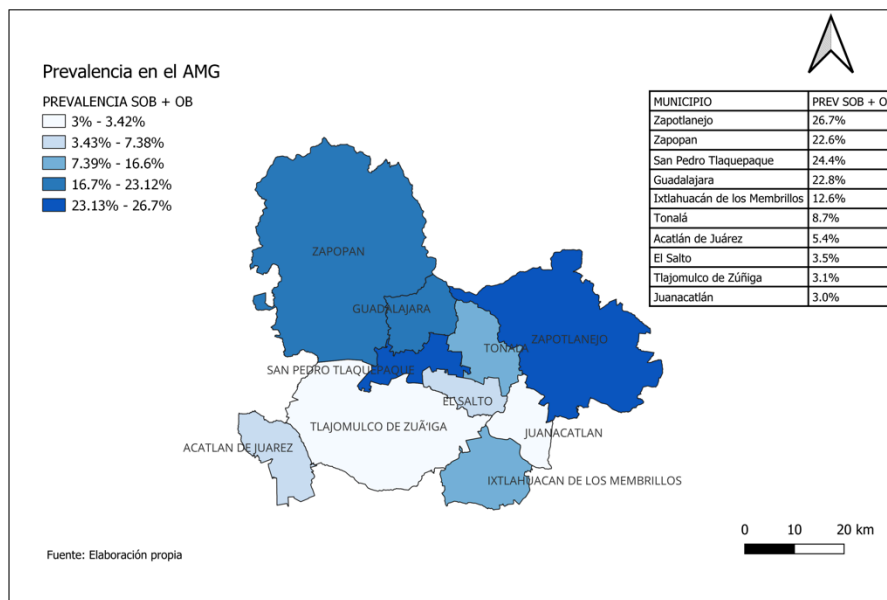 Prevalencia en el AMG
PREVALENCIA SOB + OB
3% - 3.42%
3.43% - 7.38%
7.39% - 16.6%
16.7% - 23.12%
23.13% - 26.7%
MUNICIPIO PREV SOB + O
Zapotlanejo 26.7%
Zapopan 22.6%
San Pedro Tlaquepaque 24.4%
Guadalajara 22.8%
Ixtlahuacán de los Membrillos 12.6%
Tonalá 8.7%
Acatlán de Juárez 5.4%
El Salto 3.5%
Tlajomulco de Zúñiga 3.1%
Juanacatlán 3.0%
ZAPOPAN
GUADALAJARA
TONALA
ZAPOTLANEJO
SAN PEDRO TLAQUEPAQUE
EL SALTO
TLAJOMULCO DE ZUÃ‘IGA
JUANACATLAN
ACATLAN DE JUAREZ
IXTLAHUACAN DE LOS MEMBRILLOS
0 10 20 km
Fuente: Elaboración propia